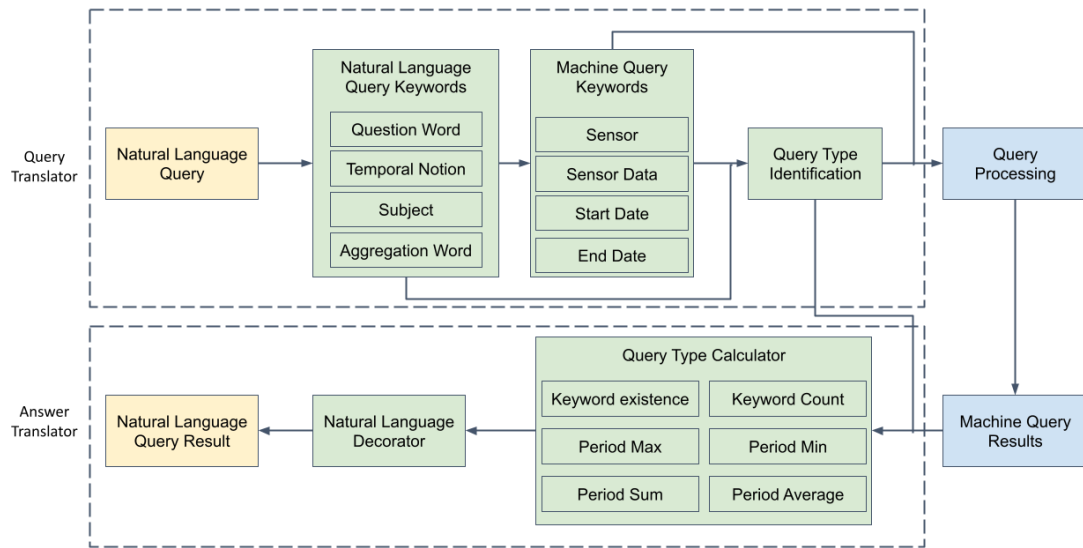 Query
Translator
Natural Language
Query
Natural Language
Query Keywords
Question Word
Temporal Notion
Subject
Aggregation Word
Machine Query
Keywords
Sensor
Sensor Data
Start Date
End Date
Query Type
Identification
Query
Processing
Answer
Translator
Natural Language
Query Result
Natural Language
Decorator
Query Type Calculator
Keyword existence
Keyword Count
Period Max
Period Min
Period Sum
Period Average
Machine Query
Results